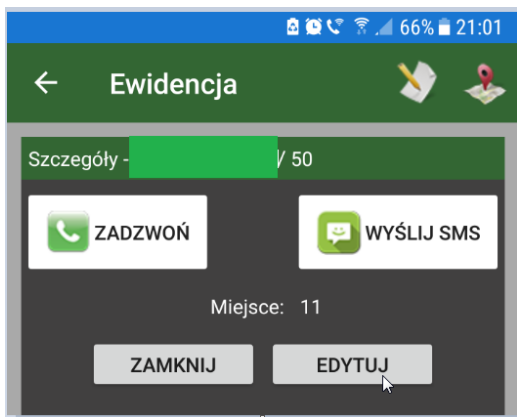 66% 21:01
Ewidencja
Szczegóły - / 50
ZADZWOŃ WYŚLIJ SMS
Miejsce: 11
ZAMKNIJ EDYTUJ